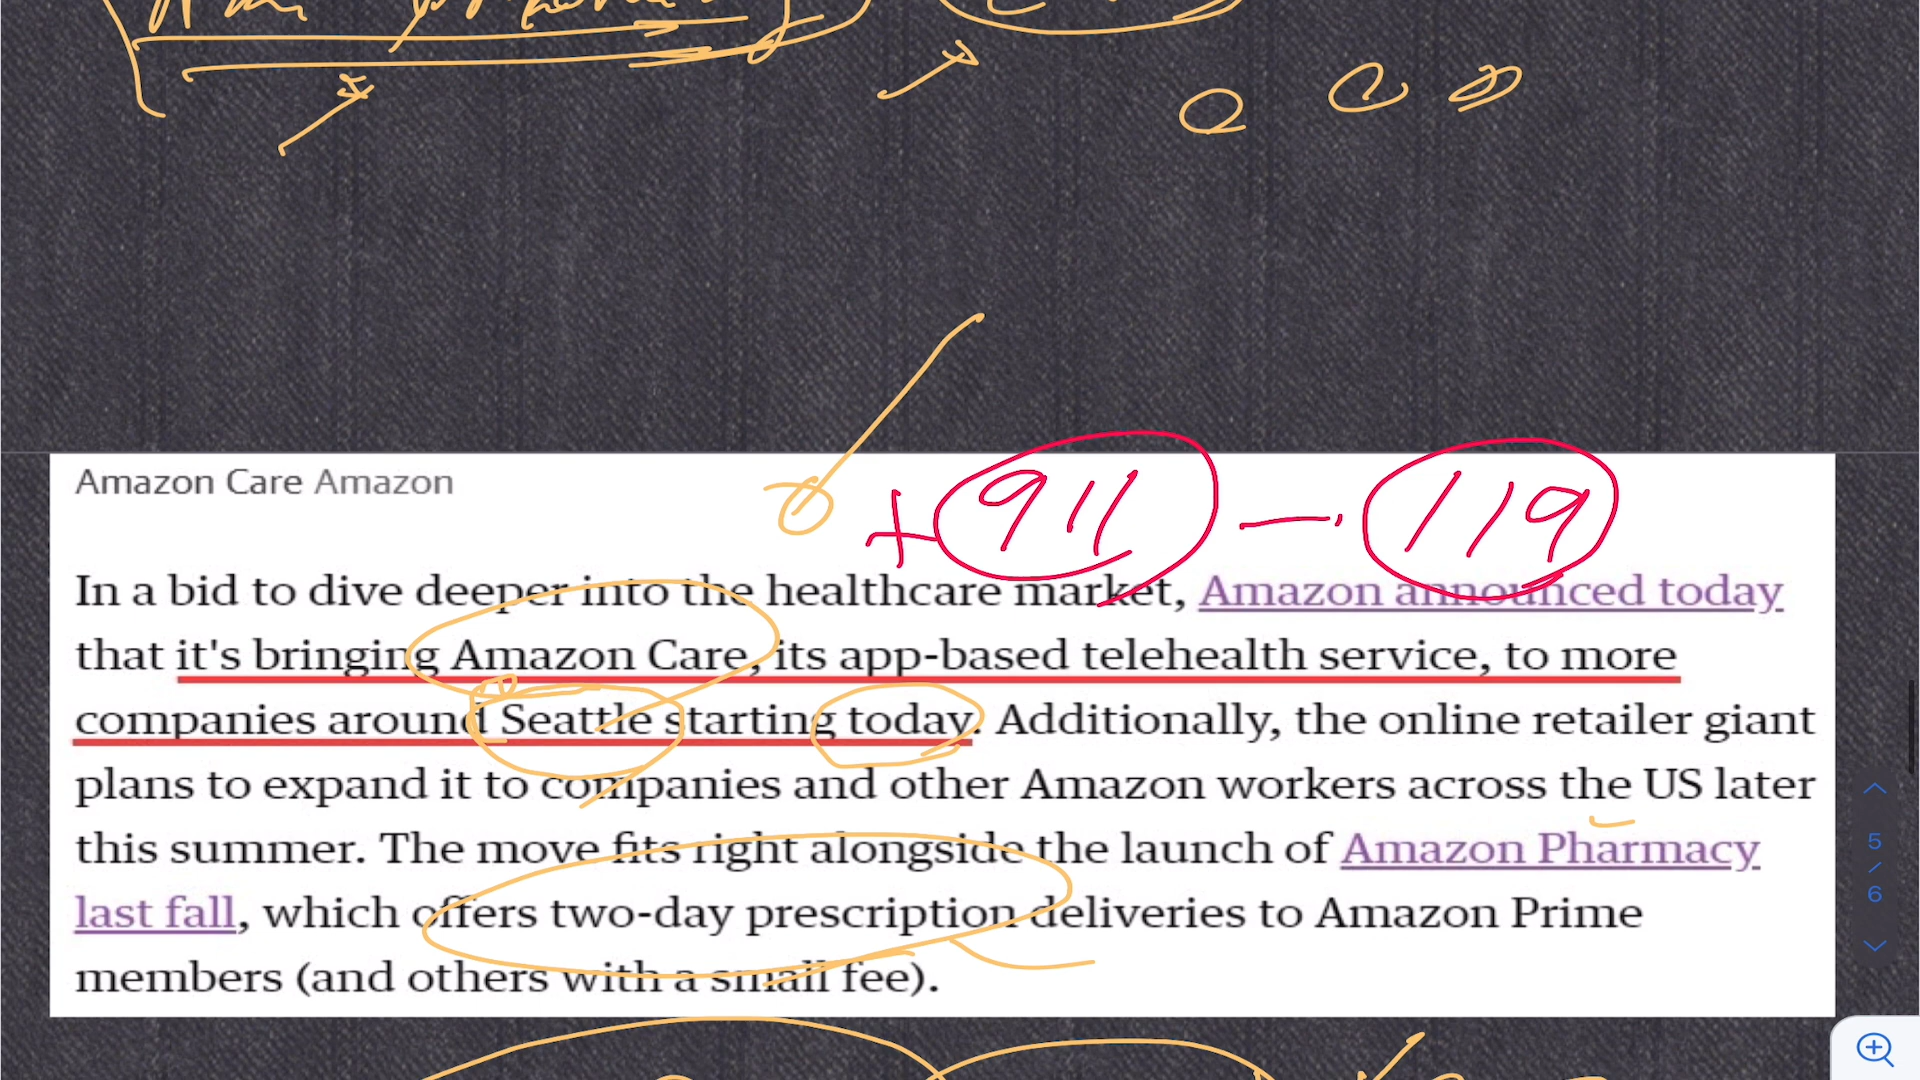 Amazon Care Amazon
+ 911 - 119
In a bid to dive deeper into the healthcare market, Amazon announced today
that it's bringing Amazon Care, its app-based telehealth service, to more
companies around Seattle starting today. Additionally, the online retailer giant
plans to expand it to companies and other Amazon workers across the US later
this summer. The move fits right alongside the launch of Amazon Pharmacy
last fall, which offers two-day prescription deliveries to Amazon Prime
members (and others with a small fee).
5
/
6